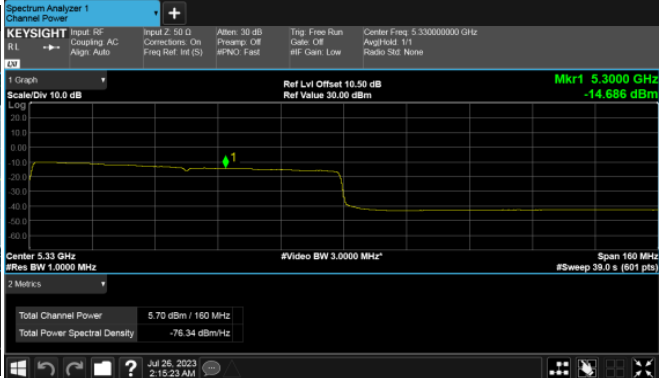 Spectrum Analyzer 1
Channel Power
+
KEYSIGHT Input: RF Input Z: 50 Ω Atten: 30 dB Trig: Free Run Center Freq: 5.330000000 GHz
RL Coupling: AC Corrections: On Preamp: Off Gate: Off Avg|Hold: 1/1
Align: Auto Freq Ref: Int (S) #PNO: Fast #IF Gain: Low Radio Std: None
LXI
1 Graph Ref Lvl Offset 10.50 dB Mkr1 5.3000 GHz
Scale/Div 10.0 dB Ref Value 30.00 dBm -14.686 dBm
Log
20.0
10.0
0.00
-10.0
1
-20.0
-30.0
-40.0
-50.0
-60.0
Center 5.33 GHz #Video BW 3.0000 MHz* Span 160 MHz
#Res BW 1.0000 MHz #Sweep 39.0 s (601 pts)
2 Metrics
Total Channel Power 5.70 dBm / 160 MHz
Total Power Spectral Density -76.34 dBm/Hz
? Jul 26, 2023
2:15:23 AM